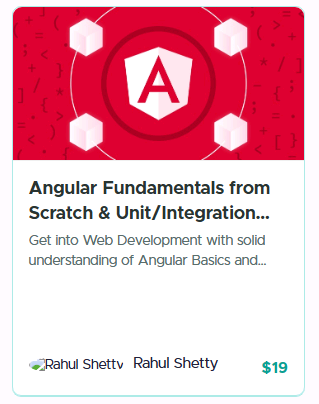 Angular Fundamentals from
Scratch & Unit/Integration...
Get into Web Development with solid
understanding of Angular Basics and...
Rahul Shetty Rahul Shetty
$19